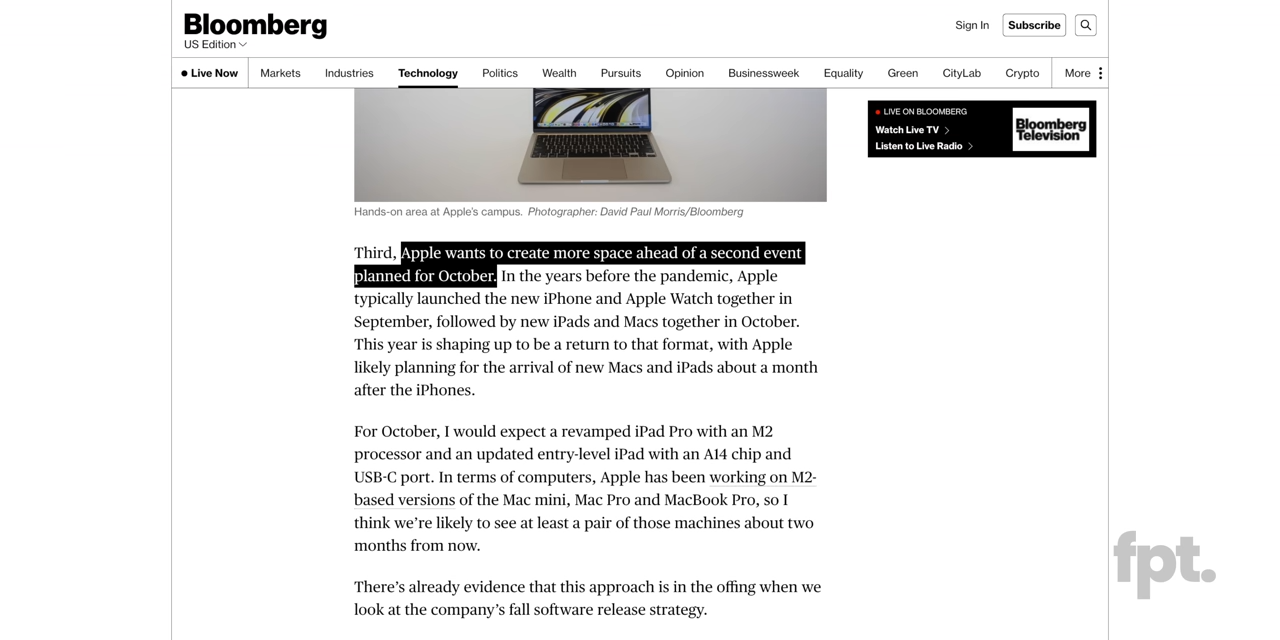 Bloomberg
US Edition
Sign In
Subscribe
Live Now
Markets
Industries
Technology
Politics
Wealth
Pursuits
Opinion
Businessweek
Equality
Green
CityLab
Crypto
More
LIVE ON BLOOMBERG
Watch Live TV
Listen to Live Radio
Bloomberg
Television
Hands-on area at Apple's campus. Photographer: David Paul Morris/Bloomberg
Third, Apple wants to create more space ahead of a second event
planned for October. In the years before the pandemic, Apple
typically launched the new iPhone and Apple Watch together in
September, followed by new iPads and Macs together in October.
This year is shaping up to be a return to that format, with Apple
likely planning for the arrival of new Macs and iPads about a month
after the iPhones.
For October, I would expect a revamped iPad Pro with an M2
processor and an updated entry-level iPad with an A14 chip and
USB-C port. In terms of computers, Apple has been working on M2-
based versions of the Mac mini, Mac Pro and MacBook Pro, so I
think we're likely to see at least a pair of those machines about two
months from now.
There's already evidence that this approach is in the offing when we
look at the company's fall software release strategy.
fpt.